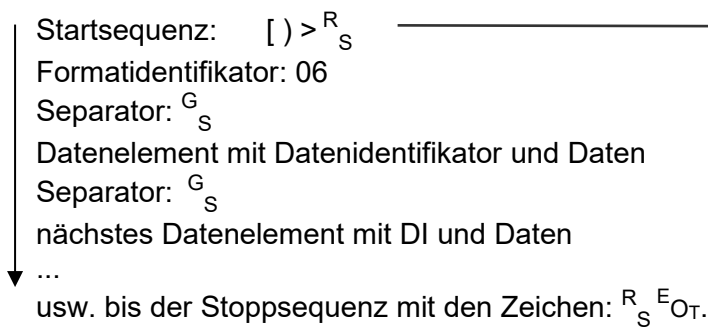 Startsequenz: [ ) > R S
Formatidentifikator: 06
Separator: G S
Datenelement mit Datenidentifikator und Daten
Separator: G S
nächstes Datenelement mit DI und Daten
...
usw. bis der Stoppsequenz mit den Zeichen: R S E O T.